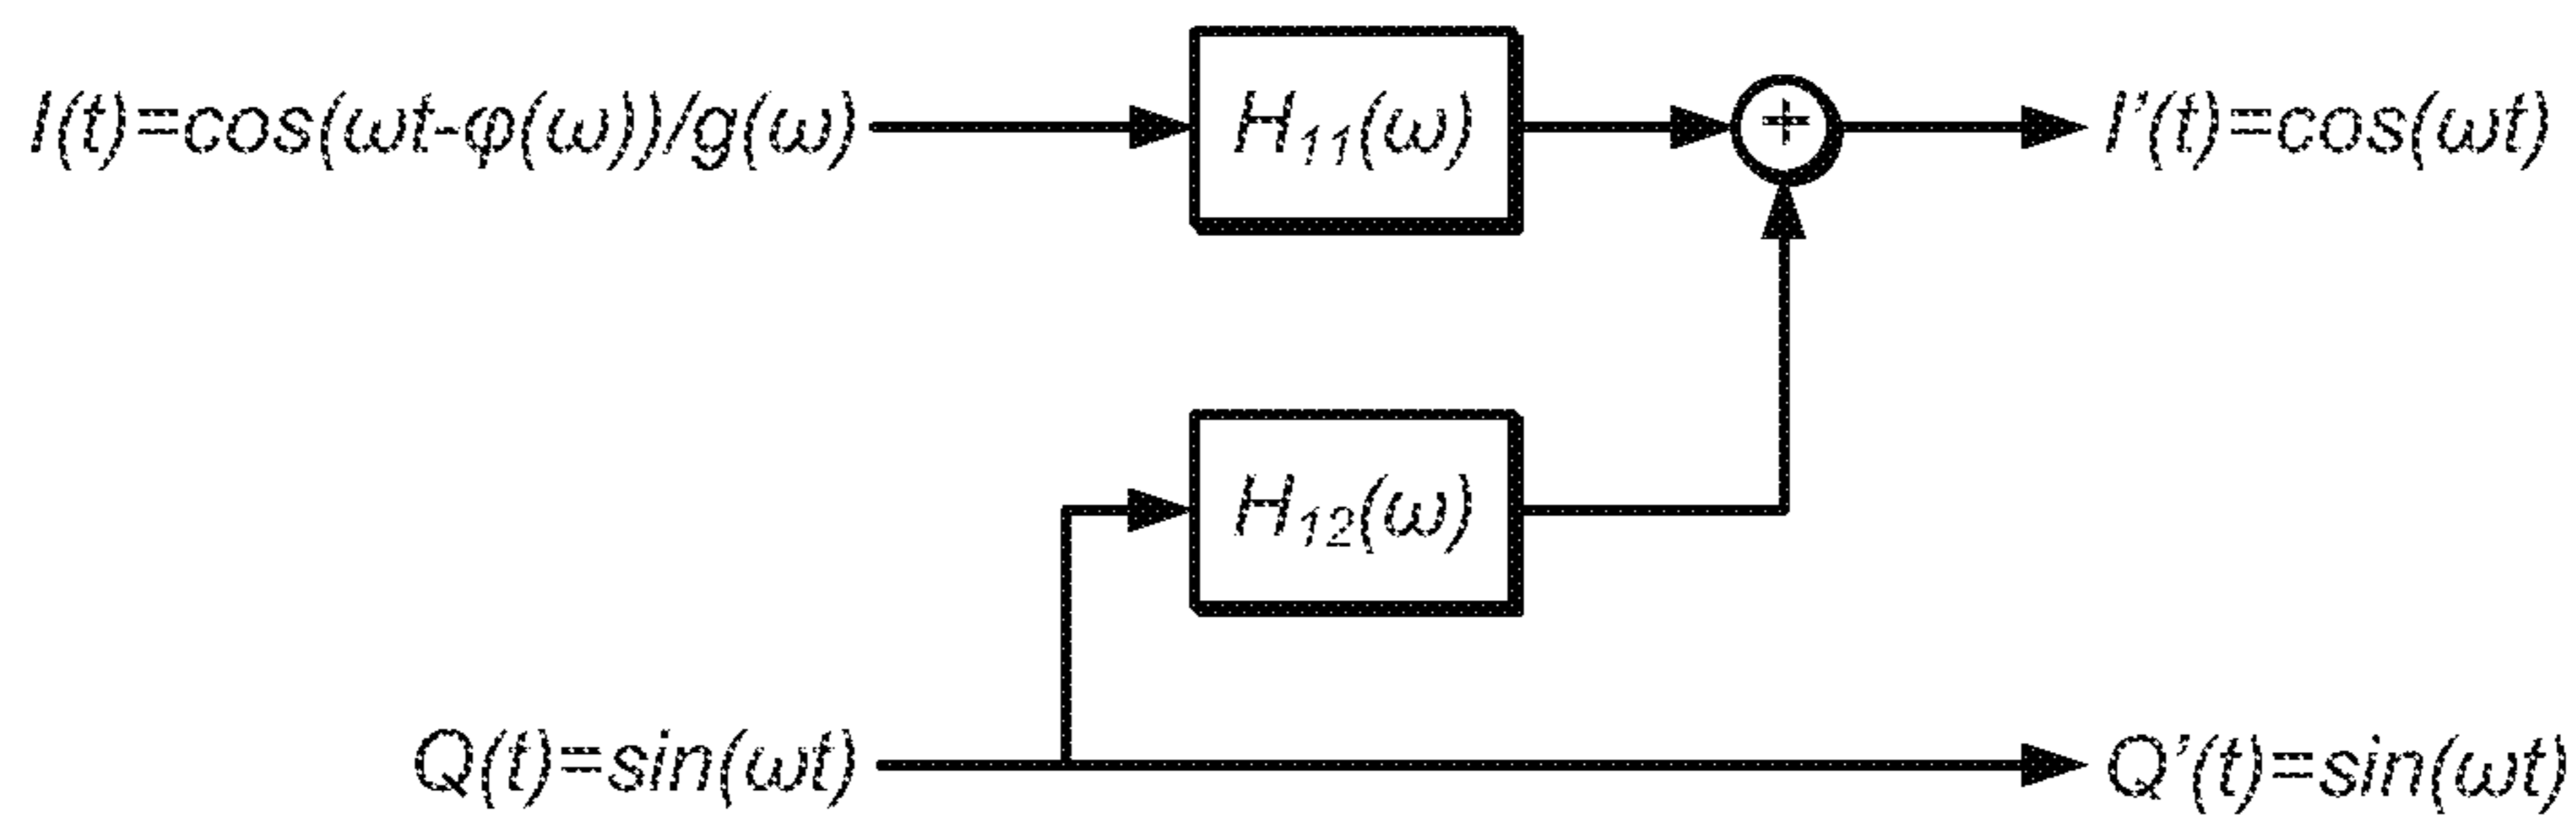 I(t)=cos(ωt-φ(ω))/g(ω) H₁₁(ω) + I’(t)=cos(ωt)
H₁₂(ω)
Q(t)=sin(ωt) Q’(t)=sin(ωt)